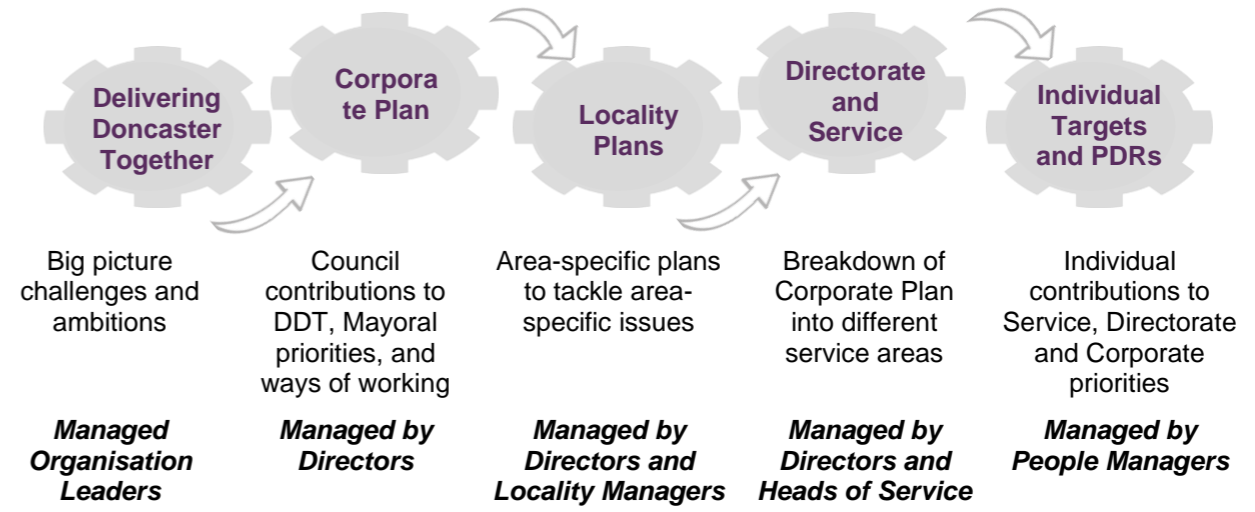 Delivering
Doncaster
Together
Corpora
te Plan
Locality
Plans
Directorate
and
Service
Individual
Targets
and PDRs
Big picture
challenges and
ambitions
Council
contributions to
DDT, Mayoral
priorities, and
ways of working
Area-specific plans
to tackle area-
specific issues
Breakdown of
Corporate Plan
into different
service areas
Individual
contributions to
Service, Directorate
and Corporate
priorities
Managed
Organisation
Leaders
Managed by
Directors
Managed by
Directors and
Locality Managers
Managed by
Directors and
Heads of Service
Managed by
People Managers